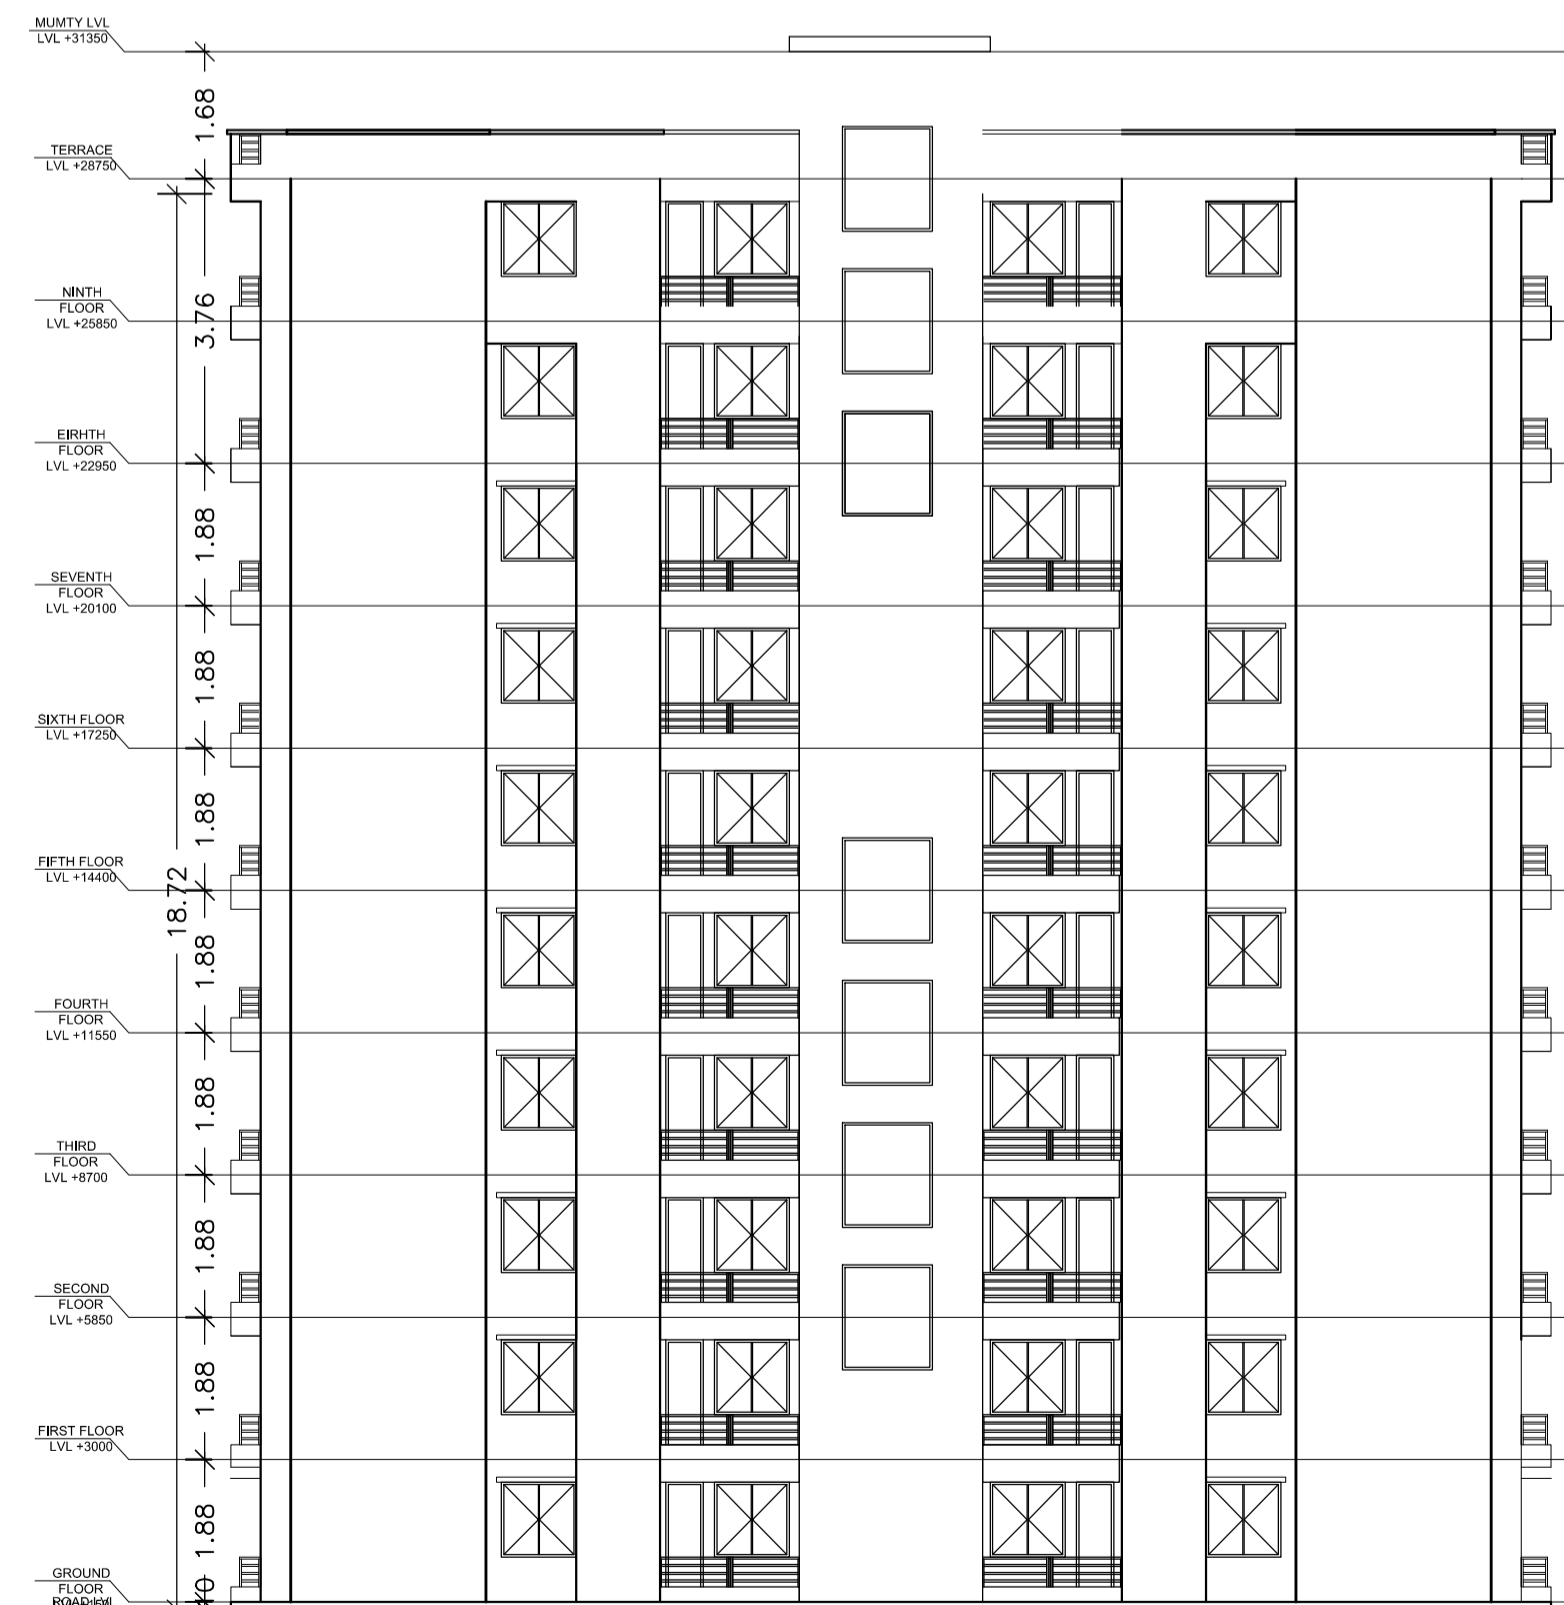 MUMTY LVL
LVL +31350
1.68
TERRACE
LVL +28750
NINTH
FLOOR
LVL +25850
3.76
EIRHTH
FLOOR
LVL +22950
1.88
SEVENTH
FLOOR
LVL +20100
1.88
SIXTH FLOOR
LVL +17250
1.88
FIFTH FLOOR
LVL +14400
18.72
1.88
FOURTH
FLOOR
LVL +11550
1.88
THIRD
FLOOR
LVL +8700
1.88
SECOND
FLOOR
LVL +5850
1.88
FIRST FLOOR
LVL +3000
1.88
GROUND
FLOOR
ROAD LVL